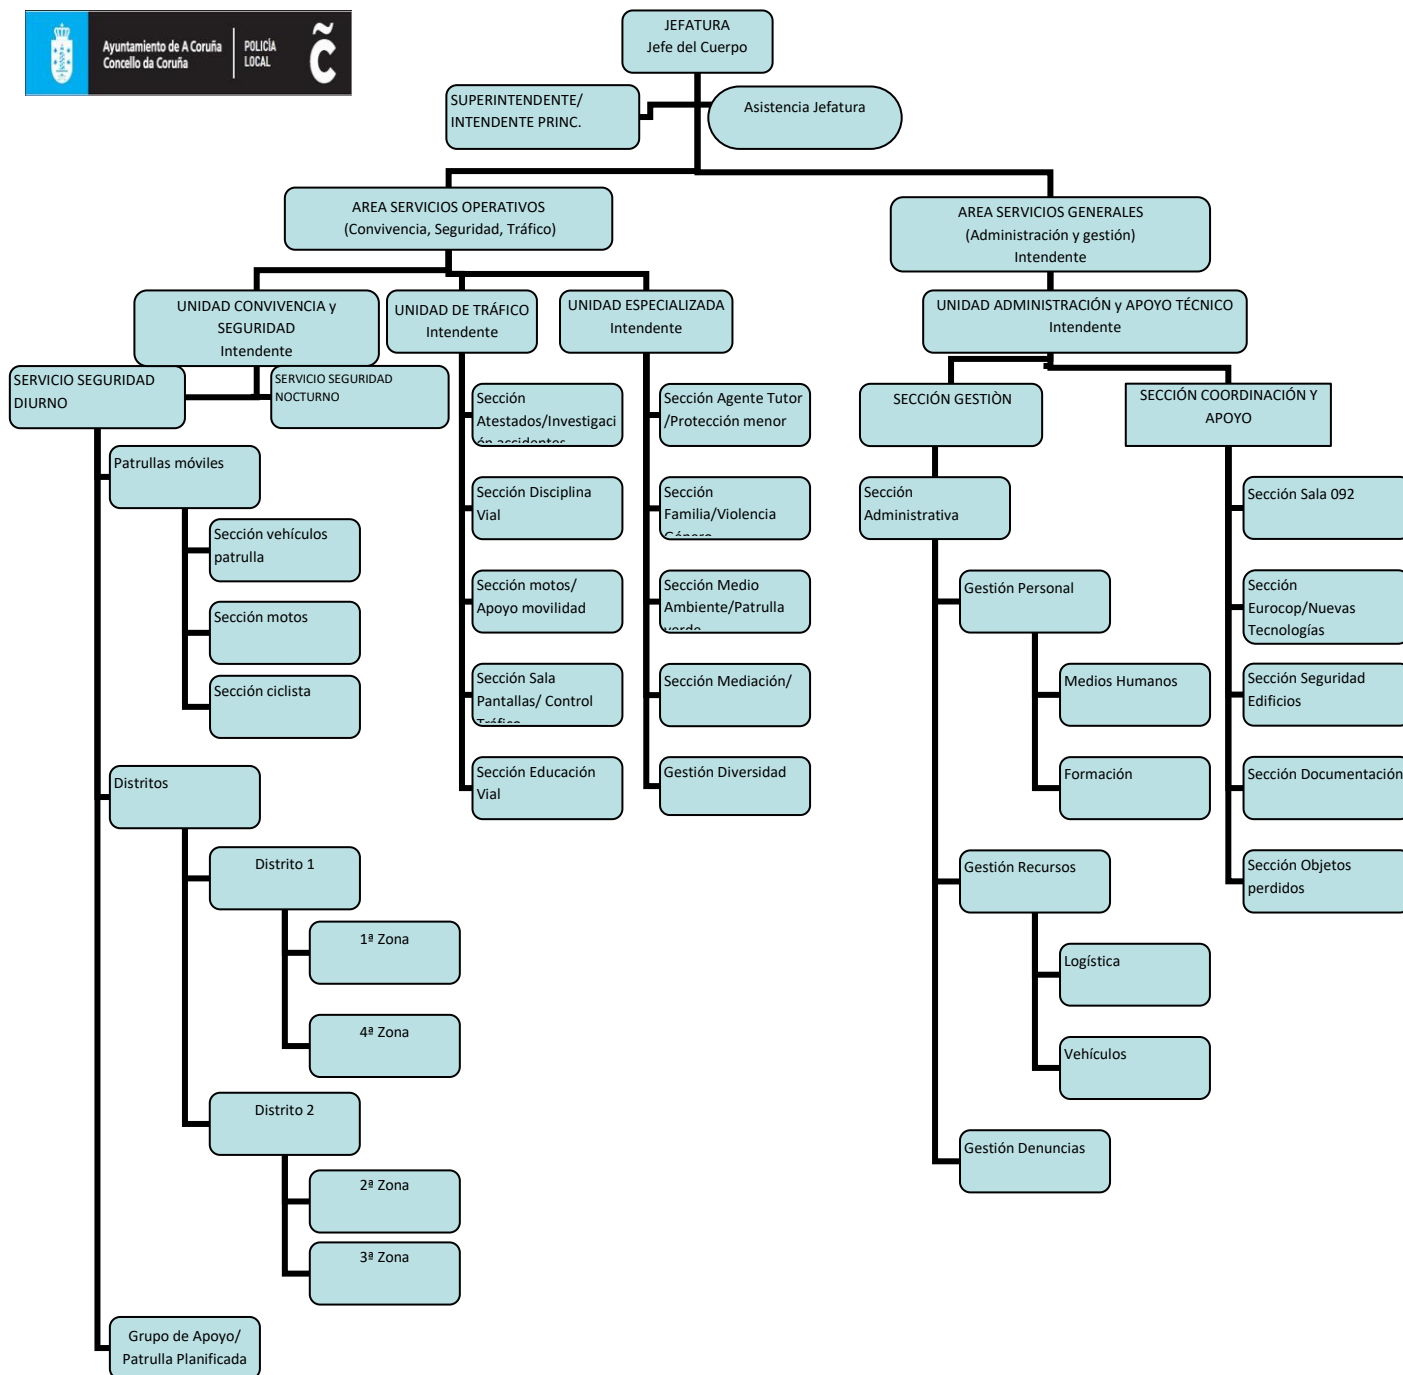 Ayuntamiento de A Coruña
Concello da Coruña
POLICÍA
LOCAL
JEFATURA
Jefe del Cuerpo
SUPERINTENDENTE/
INTENDENTE PRINC.
Asistencia Jefatura
AREA SERVICIOS OPERATIVOS
(Convivencia, Seguridad, Tráfico)
AREA SERVICIOS GENERALES
(Administración y gestión)
Intendente
UNIDAD CONVIVENCIA y
SEGURIDAD
Intendente
UNIDAD DE TRÁFICO
Intendente
UNIDAD ESPECIALIZADA
Intendente
UNIDAD ADMINISTRACIÓN y APOYO TÉCNICO
Intendente
SERVICIO SEGURIDAD
DIURNO
SERVICIO SEGURIDAD
NOCTURNO
Patrullas móviles
Sección vehículos
patrulla
Sección motos
Sección ciclista
Distritos
Distrito 1
1ª Zona
4ª Zona
Distrito 2
2ª Zona
3ª Zona
Grupo de Apoyo/
Patrulla Planificada
Sección
Atestados/Investigaci
ón accidentes
Sección Disciplina
Vial
Sección motos/
Apoyo movilidad
Sección Sala
Pantallas/ Control
Tráfico
Sección Educación
Vial
Sección Agente Tutor
/Protección menor
Sección
Familia/Violencia
Género
Sección Medio
Ambiente/Patrulla
verde
Sección Mediación/
Gestión Diversidad
SECCIÓN GESTIÒN
Sección
Administrativa
Gestión Personal
Medios Humanos
Formación
Gestión Recursos
Logística
Vehículos
Gestión Denuncias
SECCIÓN COORDINACIÓN Y
APOYO
Sección Sala 092
Sección
Eurocop/Nuevas
Tecnologías
Sección Seguridad
Edificios
Sección Documentación
Sección Objetos
perdidos